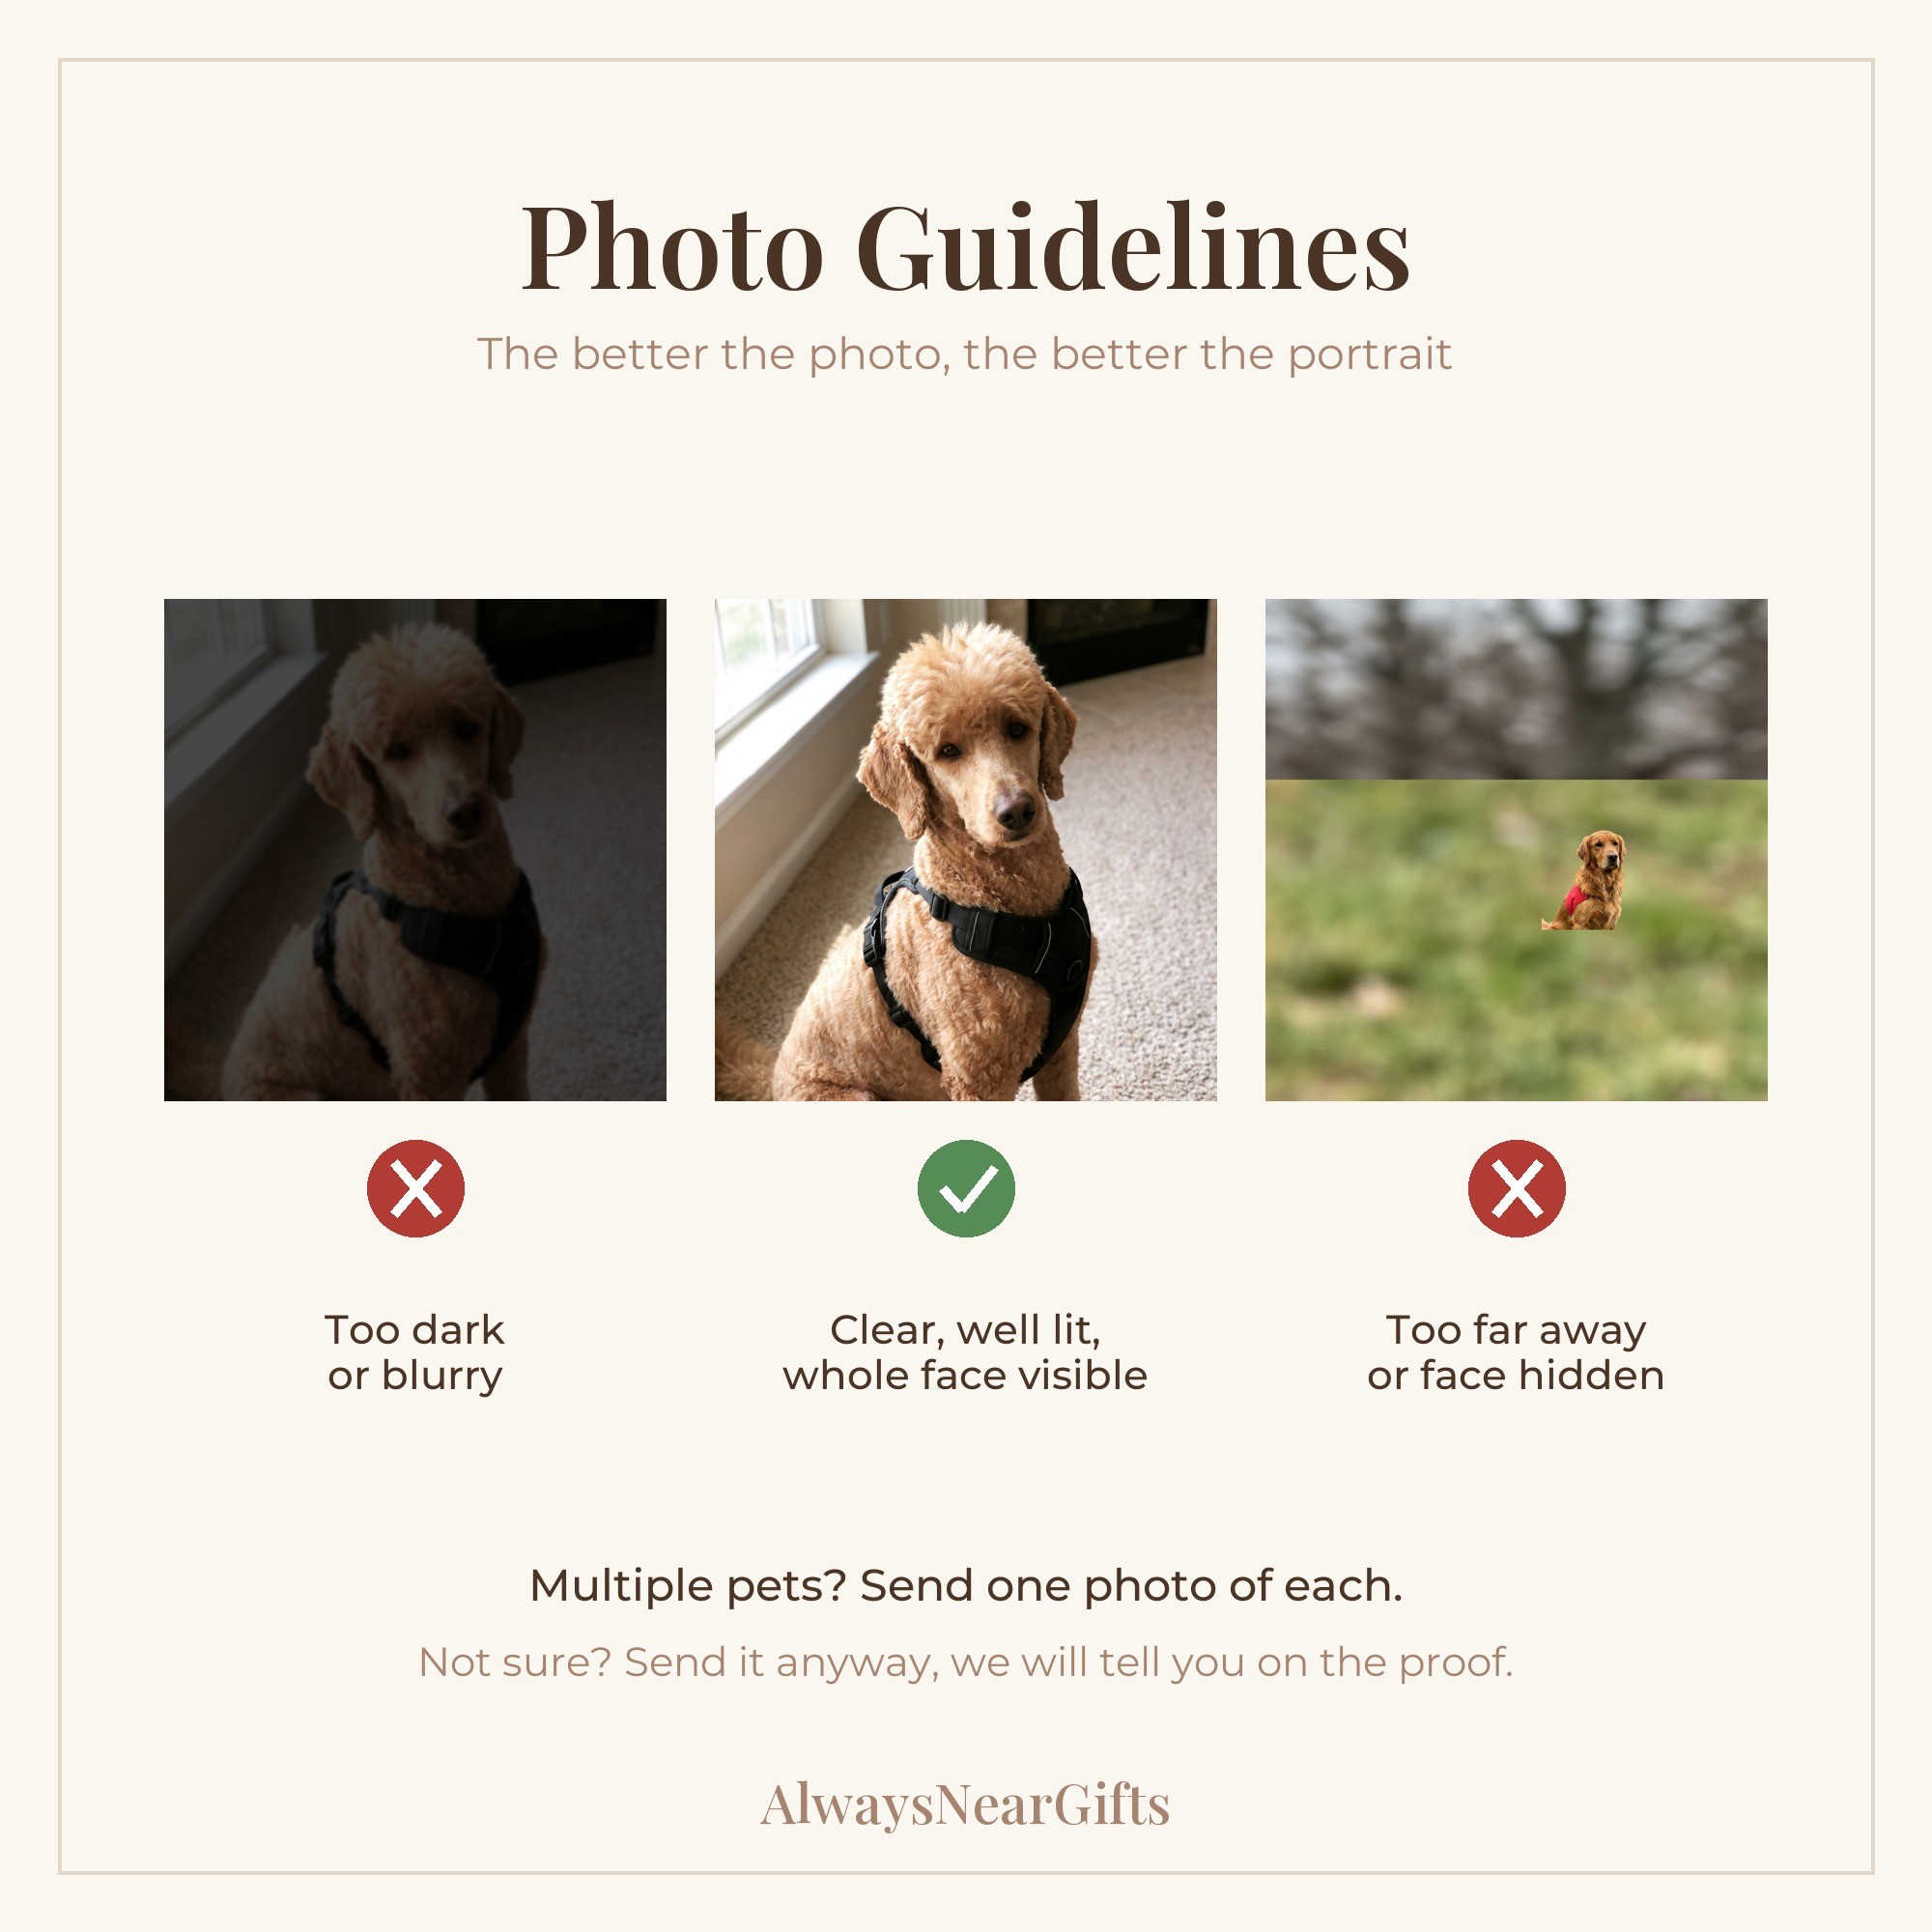 Photo Guidelines
The better the photo, the better the portrait
Too dark
or blurry
Clear, well lit,
whole face visible
Too far away
or face hidden
Multiple pets? Send one photo of each.
Not sure? Send it anyway, we will tell you on the proof.
AlwaysNearGifts